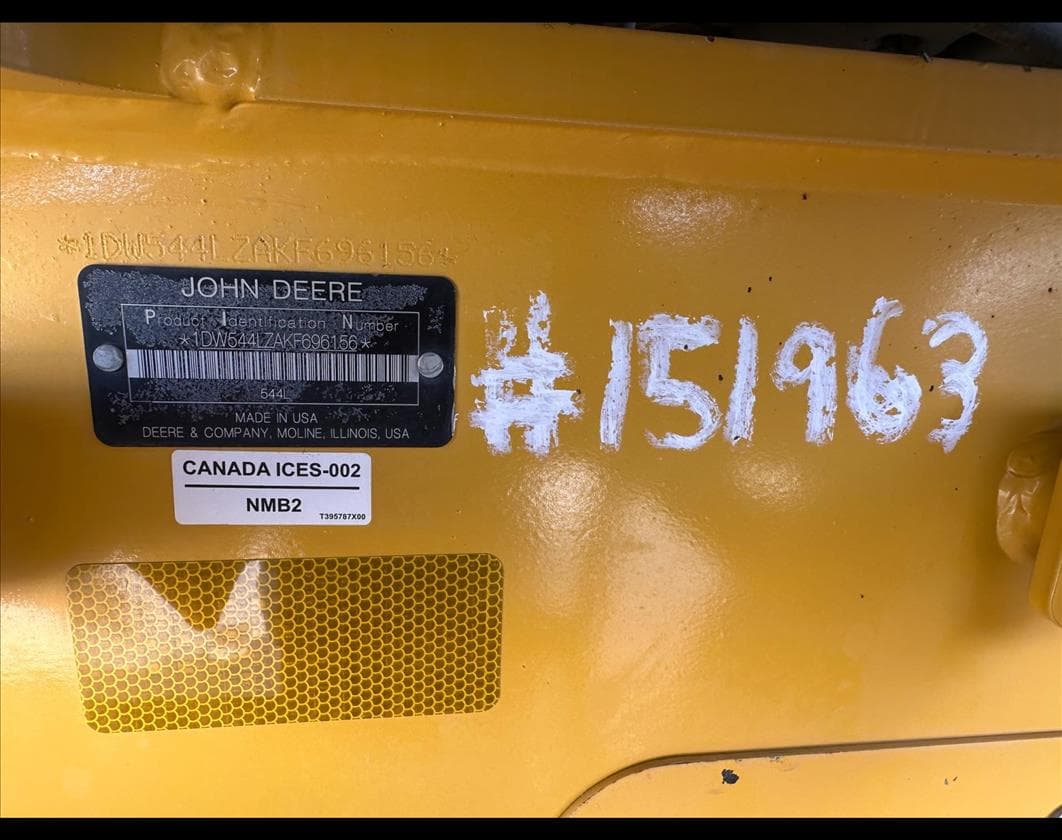 *1DW544LZAKF696156*
JOHN DEERE
Product Identification Number
*1DW544LZAKF696156*
544L
MADE IN USA
DEERE & COMPANY, MOLINE, ILLINOIS, USA
#151963
CANADA ICES-002
NMB2
T395787X00